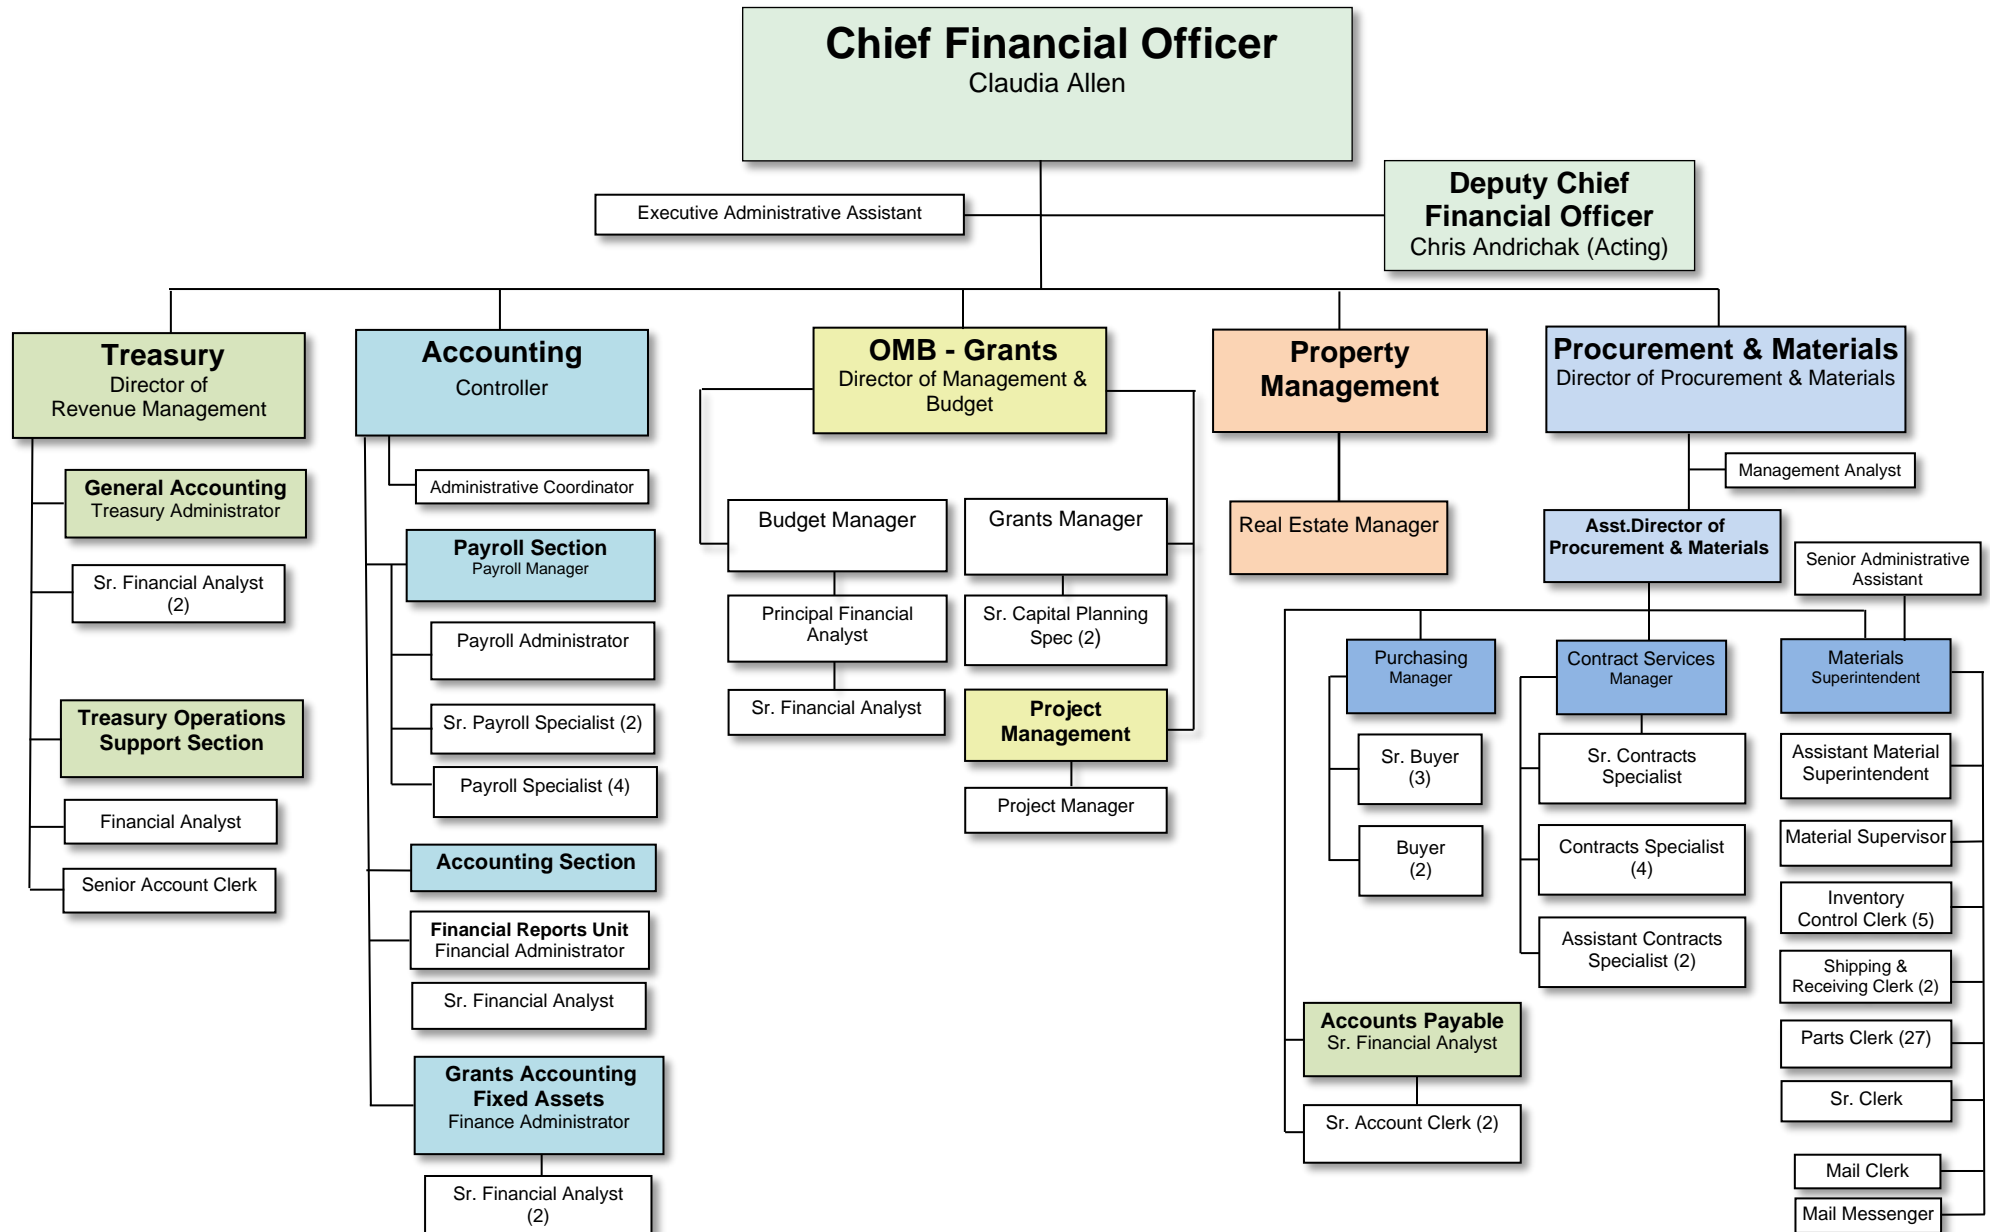 Chief Financial Officer
Claudia Allen
Executive Administrative Assistant
Deputy Chief
Financial Officer
Chris Andrichak (Acting)
Treasury
Director of
Revenue Management
General Accounting
Treasury Administrator
Sr. Financial Analyst
(2)
Treasury Operations
Support Section
Financial Analyst
Senior Account Clerk
Accounting
Controller
Administrative Coordinator
Payroll Section
Payroll Manager
Payroll Administrator
Sr. Payroll Specialist (2)
Payroll Specialist (4)
Accounting Section
Financial Reports Unit
Financial Administrator
Sr. Financial Analyst
Grants Accounting
Fixed Assets
Finance Administrator
Sr. Financial Analyst
(2)
OMB - Grants
Director of Management &
Budget
Budget Manager
Principal Financial
Analyst
Sr. Financial Analyst
Grants Manager
Sr. Capital Planning
Spec (2)
Project
Management
Project Manager
Property
Management
Real Estate Manager
Procurement & Materials
Director of Procurement & Materials
Management Analyst
Asst.Director of
Procurement & Materials
Senior Administrative
Assistant
Purchasing
Manager
Sr. Buyer
(3)
Buyer
(2)
Accounts Payable
Sr. Financial Analyst
Sr. Account Clerk (2)
Contract Services
Manager
Sr. Contracts
Specialist
Contracts Specialist
(4)
Assistant Contracts
Specialist (2)
Materials
Superintendent
Assistant Material
Superintendent
Material Supervisor
Inventory
Control Clerk (5)
Shipping &
Receiving Clerk (2)
Parts Clerk (27)
Sr. Clerk
Mail Clerk
Mail Messenger